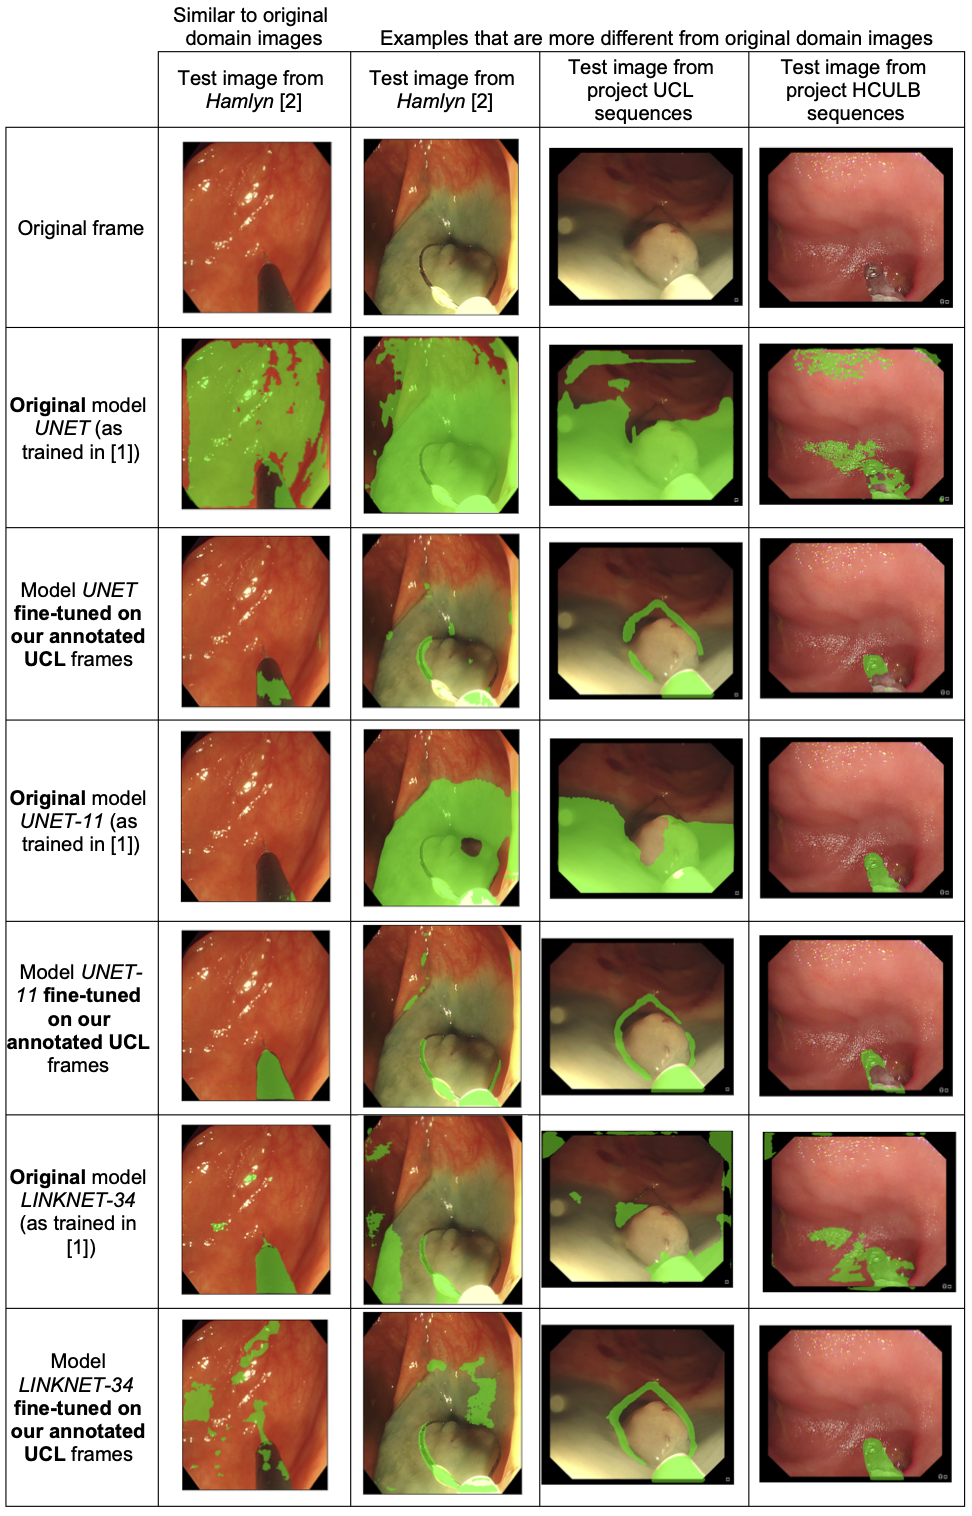 Similar to original
domain images
Examples that are more different from original domain images
Test image from
Hamlyn [2]
Test image from
Hamlyn [2]
Test image from
project UCL
sequences
Test image from
project HCULB
sequences
Original frame
Original model
UNET (as
trained in [1])
Model UNET
fine-tuned on
our annotated
UCL frames
Original model
UNET-11 (as
trained in [1])
Model UNET-
11 fine-tuned
on our
annotated UCL
frames
Original model
LINKNET-34
(as trained in
[1])
Model
LINKNET-34
fine-tuned on
our annotated
UCL frames